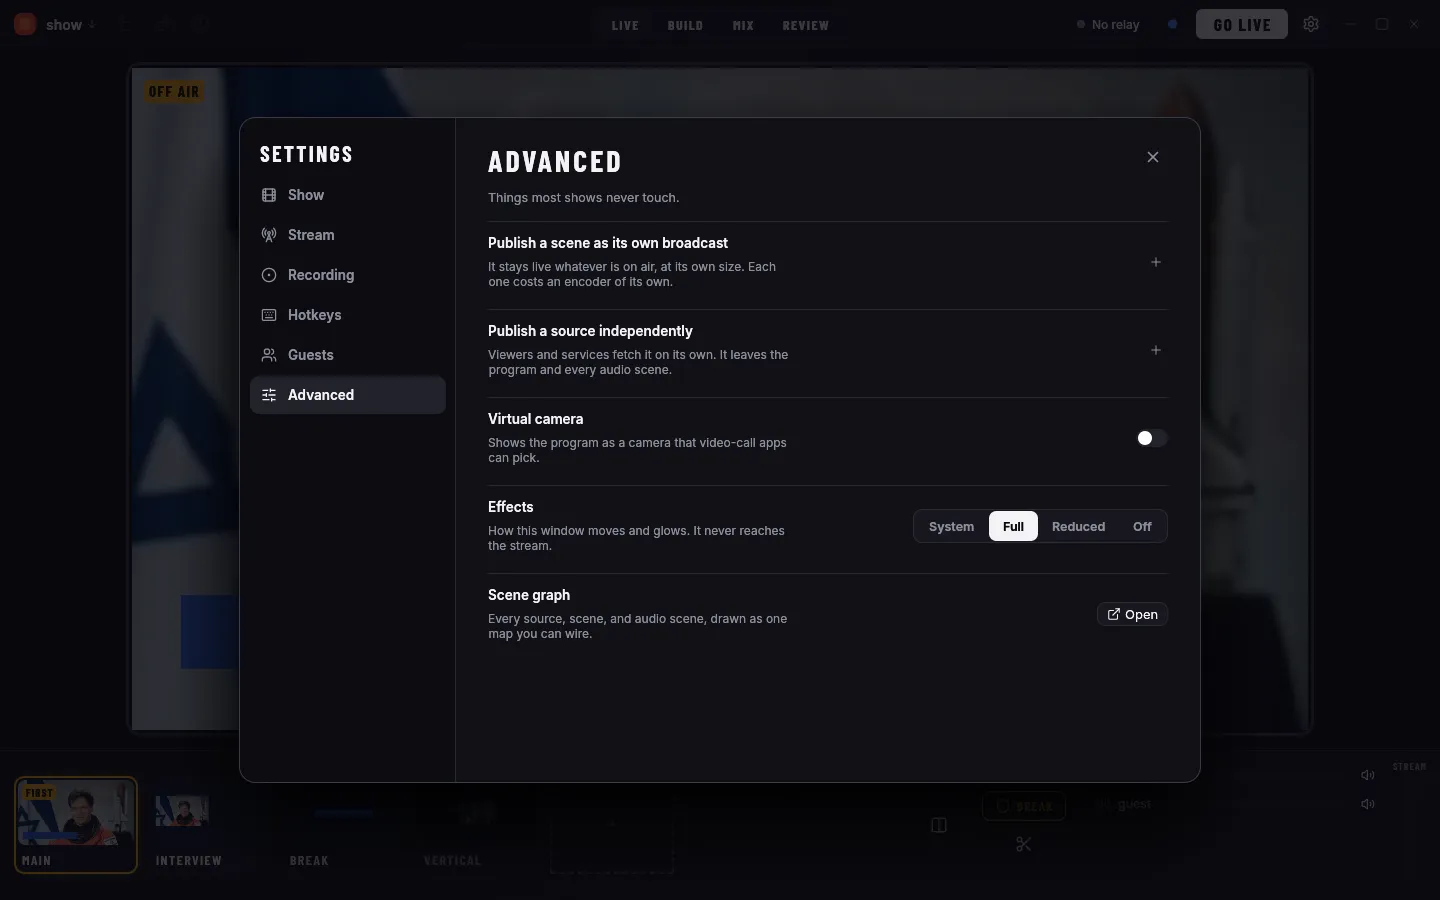 show
LIVE
BUILD
MIX
REVIEW
No relay
GO LIVE
OFF AIR
SETTINGS
Show
Stream
Recording
Hotkeys
Guests
Advanced
ADVANCED
Things most shows never touch.
Publish a scene as its own broadcast
It stays live whatever is on air, at its own size. Each
one costs an encoder of its own.
Publish a source independently
Viewers and services fetch it on its own. It leaves the
program and every audio scene.
Virtual camera
Shows the program as a camera that video-call apps
can pick.
Effects
How this window moves and glows. It never reaches
the stream.
System
Full
Reduced
Off
Scene graph
Every source, scene, and audio scene, drawn as one
map you can wire.
Open
FIRST
MAIN
INTERVIEW
BREAK
VERTICAL
BREAK
guest
STREAM